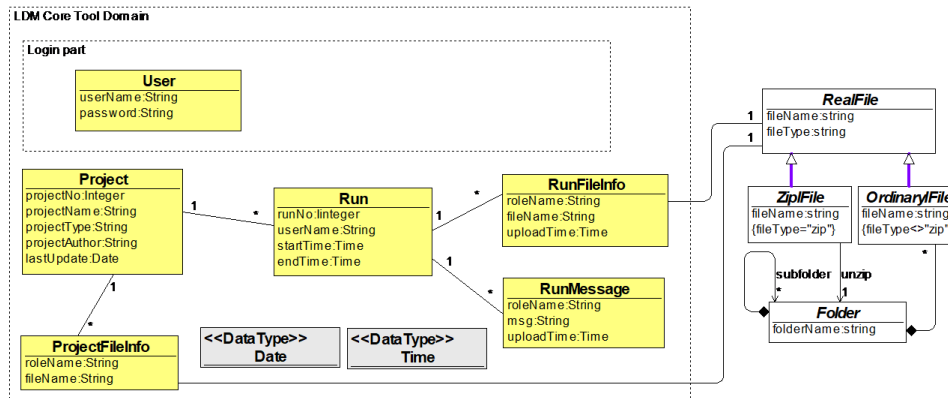 LDM Core Tool Domain
Login part
User
userName:String
password:String
RealFile
fileName:string
fileType:string
1
1
Project
projectNo:Integer
projectName:String
projectType:String
projectAuthor:String
lastUpdate:Date
1
*
Run
runNo:Iinteger
userName:String
startTime:Time
endTime:Time
1
*
RunFileInfo
roleName:String
fileName:String
uploadTime:Time
ZiplFile
fileName:string
{fileType="zip"}
OrdinarylFile
fileName:string
{fileType<>"zip"
1
*
RunMessage
roleName:String
msg:String
uploadTime:Time
subfolder
unzip
*
*
1
Folder
folderName:string
1
*
ProjectFileInfo
roleName:String
fileName:String
<<DataType>>
Date
<<DataType>>
Time